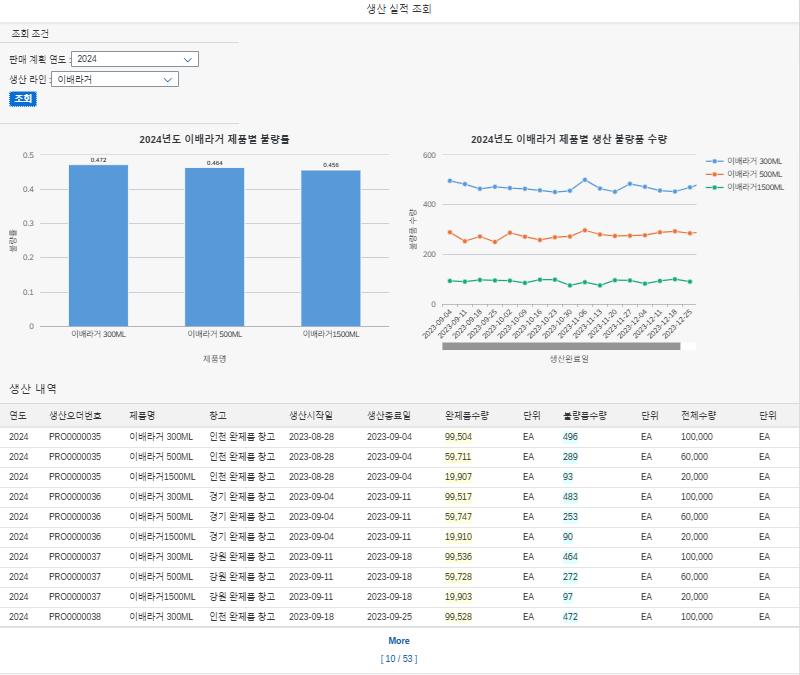 생산 실적 조회
조회 조건
판매 계획 연도 : 2024
생산 라인 : 이배라거
조회
2024년도 이배라거 제품별 불량률
0.5
0.4
0.3
0.2
0.1
0
불량률
0.472
0.464
0.456
이배라거 300ML 이배라거 500ML 이배라거1500ML
제품명
2024년도 이배라거 제품별 생산 불량품 수량
600
400
200
0
불량품 수량
이배라거 300ML
이배라거 500ML
이배라거1500ML
2023-09-04 2023-09-11 2023-09-18 2023-09-25 2023-10-02 2023-10-09 2023-10-16 2023-10-23 2023-10-30 2023-11-06 2023-11-13 2023-11-20 2023-11-27 2023-12-04 2023-12-11 2023-12-18 2023-12-25
생산완료일
생산 내역
연도 생산오더번호 제품명 창고 생산시작일 생산종료일 완제품수량 단위 불량품수량 단위 전체수량 단위
2024 PRO0000035 이배라거 300ML 인천 완제품 창고 2023-08-28 2023-09-04 99,504 EA 496 EA 100,000 EA
2024 PRO0000035 이배라거 500ML 인천 완제품 창고 2023-08-28 2023-09-04 59,711 EA 289 EA 60,000 EA
2024 PRO0000035 이배라거1500ML 인천 완제품 창고 2023-08-28 2023-09-04 19,907 EA 93 EA 20,000 EA
2024 PRO0000036 이배라거 300ML 경기 완제품 창고 2023-09-04 2023-09-11 99,517 EA 483 EA 100,000 EA
2024 PRO0000036 이배라거 500ML 경기 완제품 창고 2023-09-04 2023-09-11 59,747 EA 253 EA 60,000 EA
2024 PRO0000036 이배라거1500ML 경기 완제품 창고 2023-09-04 2023-09-11 19,910 EA 90 EA 20,000 EA
2024 PRO0000037 이배라거 300ML 강원 완제품 창고 2023-09-11 2023-09-18 99,536 EA 464 EA 100,000 EA
2024 PRO0000037 이배라거 500ML 강원 완제품 창고 2023-09-11 2023-09-18 59,728 EA 272 EA 60,000 EA
2024 PRO0000037 이배라거1500ML 강원 완제품 창고 2023-09-11 2023-09-18 19,903 EA 97 EA 20,000 EA
2024 PRO0000038 이배라거 300ML 인천 완제품 창고 2023-09-18 2023-09-25 99,528 EA 472 EA 100,000 EA
More
[ 10 / 53 ]